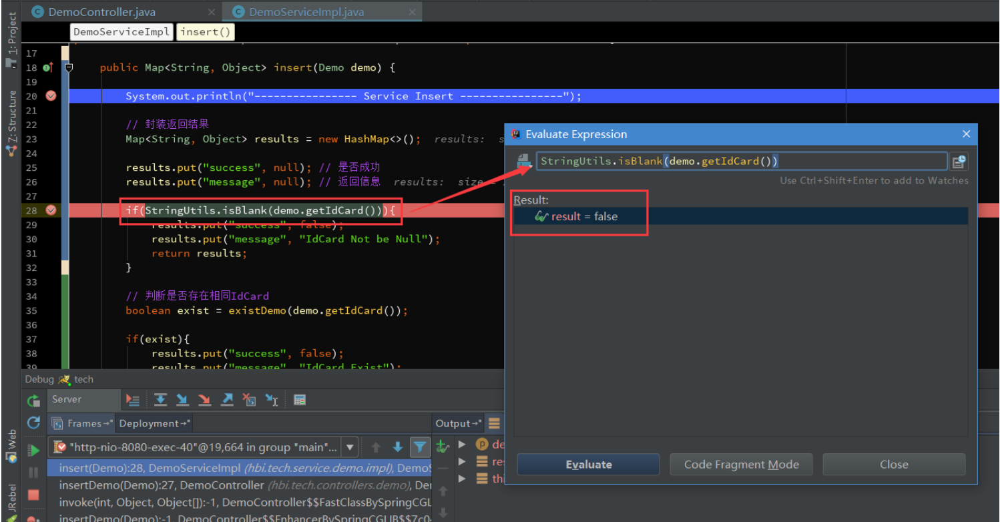 DemoController.java
DemoServiceImpl.java
1: Project
DemoServiceImpl
insert()
17
18 public Map<String, Object> insert(Demo demo) {
19
20 System.out.println("---------------- Service Insert ----------------");
21
22 // 封装返回结果
23 Map<String, Object> results = new HashMap<>(); results: s
24
25 results.put("success", null); // 是否成功
26 results.put("message", null); // 返回信息 results: size
27
28 if(StringUtils.isBlank(demo.getIdCard())){
29 results.put("success", false);
30 results.put("message", "IdCard Not be Null");
31 return results;
32 }
33
34 // 判断是否存在相同IdCard
35 boolean exist = existDemo(demo.getIdCard());
36
37 if(exist){
38 results.put("success", false);
39 results.put("message", "IdCard Exist");
Z: Structure
Web
JRebel
Evaluate Expression
StringUtils.isBlank(demo.getIdCard())
Use Ctrl+Shift+Enter to add to Watches
Result:
result = false
Evaluate
Code Fragment Mode
Close
Debug tech
Server
Frames
Deployment
Output
"http-nio-8080-exec-40"@19,664 in group "main"...
insert(Demo):28, DemoServiceImpl (hbi.tech.service.demo.impl), DemoS
insertDemo(Demo):27, DemoController (hbi.tech.controllers.demo), De
invoke(int, Object, Object[]):-1, DemoController$$FastClassBySpringCGL
insertDemo(Demo):-1, DemoController$$EnhancerBySpringCGLIB$$7c0
p de
re
thi